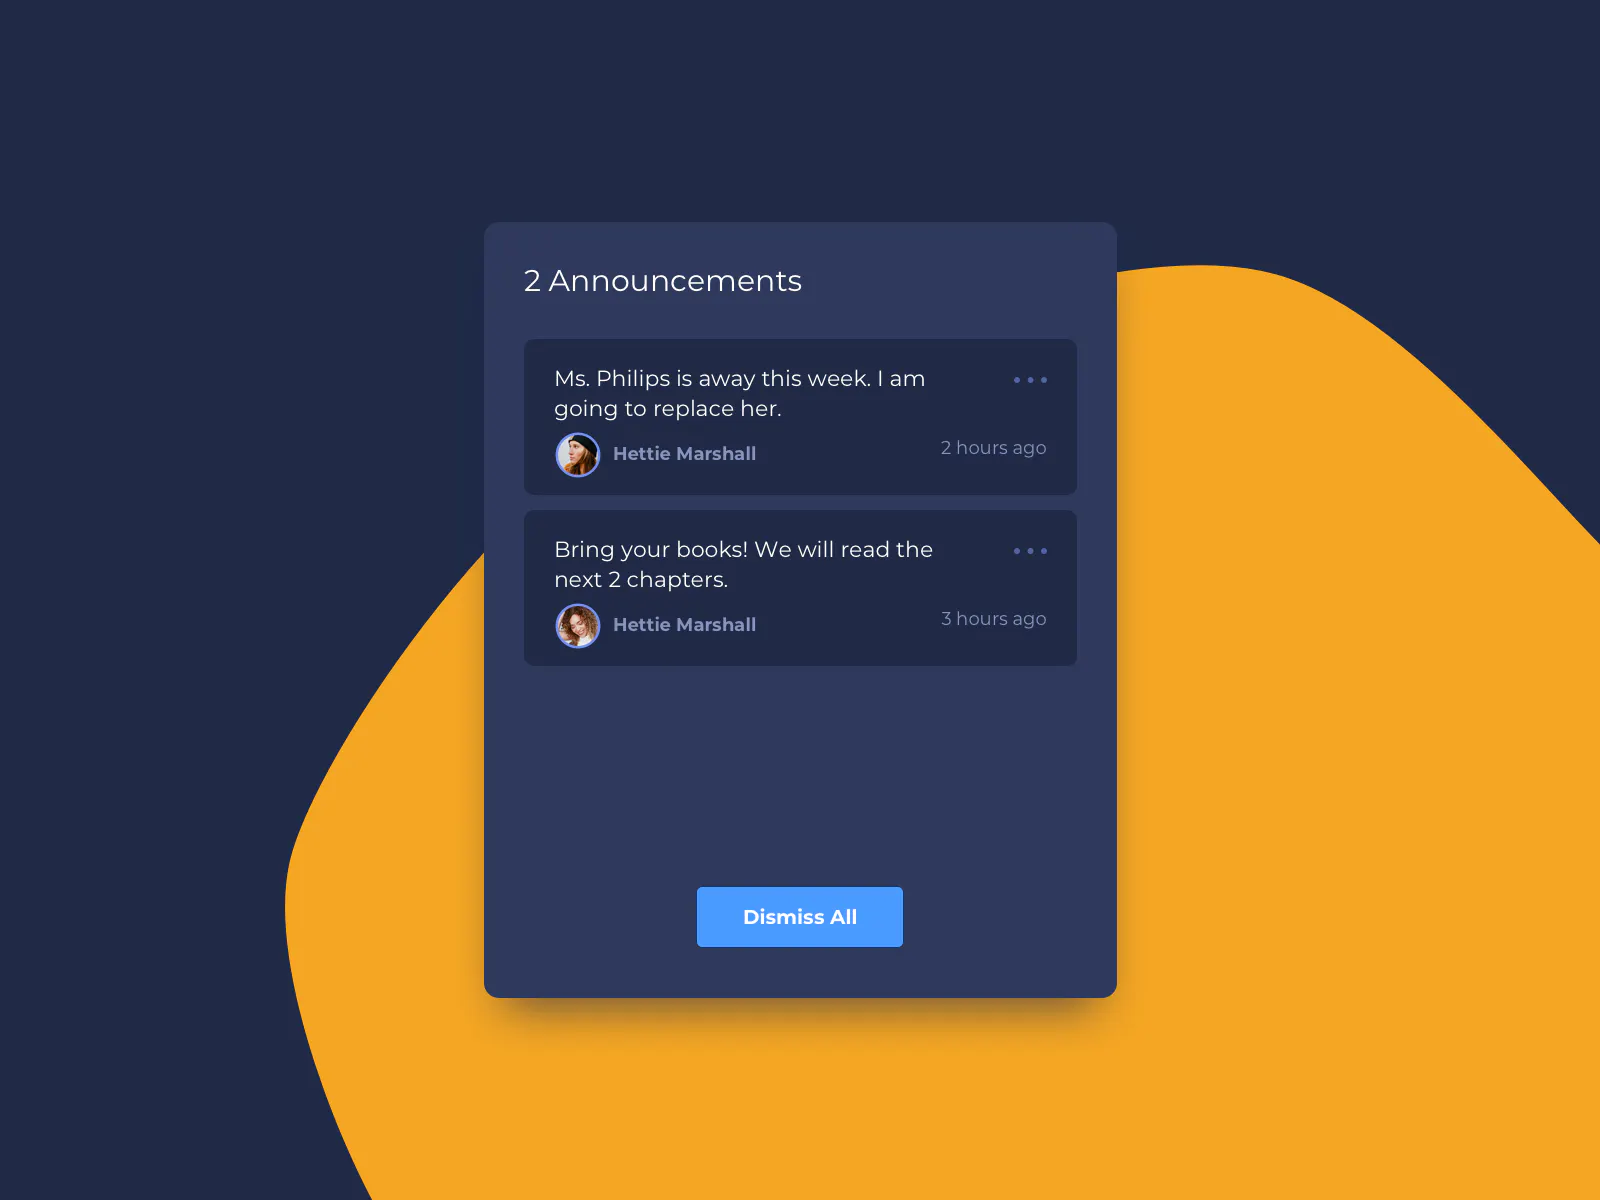 2 Announcements
Ms. Philips is away this week. I am
going to replace her.
Hettie Marshall
2 hours ago
Bring your books! We will read the
next 2 chapters.
Hettie Marshall
3 hours ago
Dismiss All